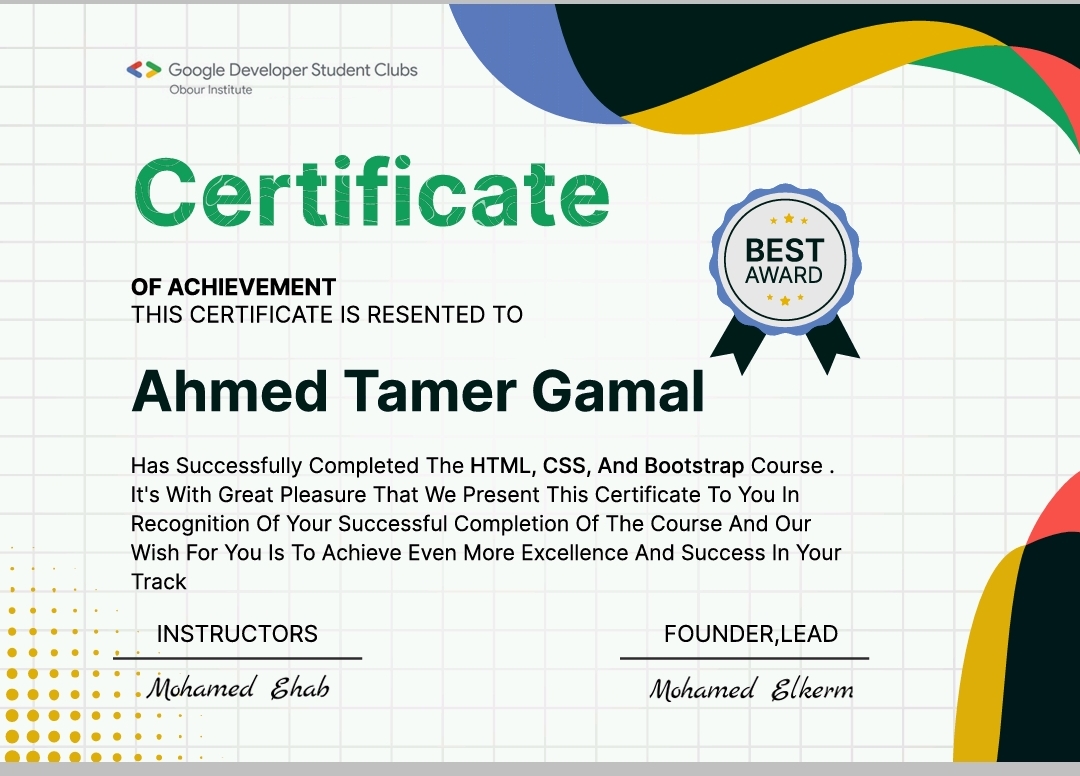 Google Developer Student Clubs
Obour Institute
Certificate
BEST
AWARD
OF ACHIEVEMENT
THIS CERTIFICATE IS RESENTED TO
Ahmed Tamer Gamal
Has Successfully Completed The HTML, CSS, And Bootstrap Course .
It's With Great Pleasure That We Present This Certificate To You In
Recognition Of Your Successful Completion Of The Course And Our
Wish For You Is To Achieve Even More Excellence And Success In Your
Track
INSTRUCTORS
Mohamed Ehab
FOUNDER,LEAD
Mohamed Elkerm